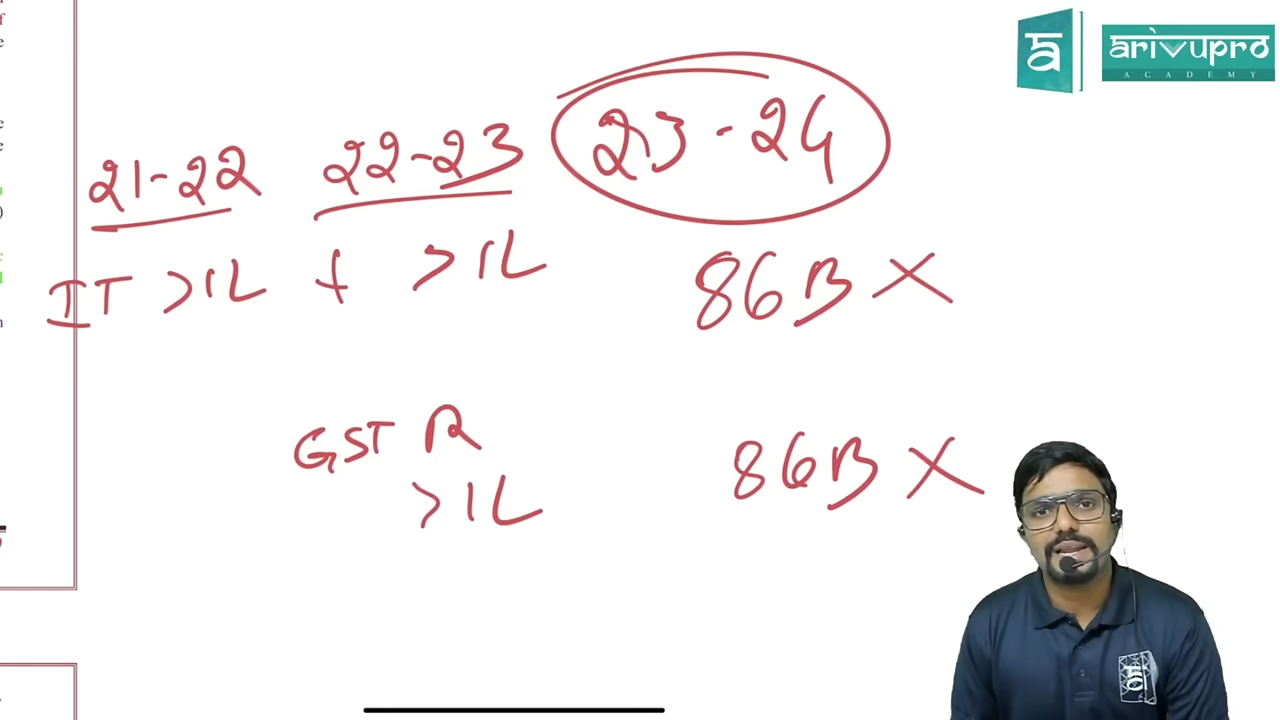 arivupro
ACADEMY
21-22 22-23 23-24
IT >1L + >1L 86B X
GST R 86B X
>1L